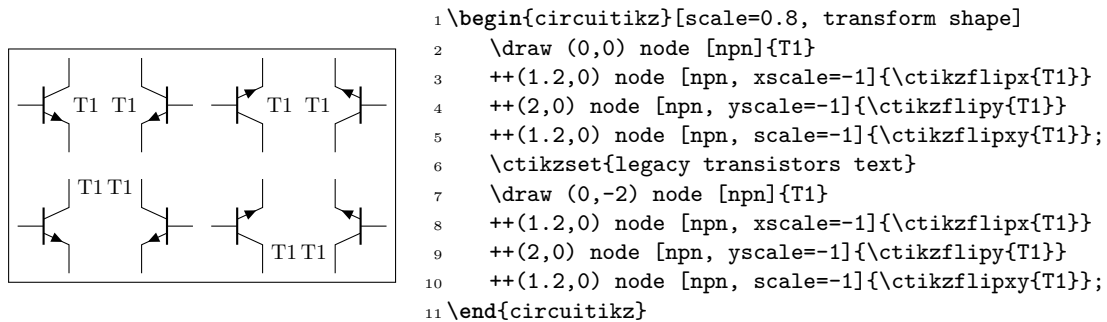 T1 T1 T1 T1
T1 T1
T1 T1
1 \begin{circuitikz}[scale=0.8, transform shape]
2 \draw (0,0) node [npn]{T1}
3 ++(1.2,0) node [npn, xscale=-1]{\ctikzflipx{T1}}
4 ++(2,0) node [npn, yscale=-1]{\ctikzflipy{T1}}
5 ++(1.2,0) node [npn, scale=-1]{\ctikzflipxy{T1}};
6 \ctikzset{legacy transistors text}
7 \draw (0,-2) node [npn]{T1}
8 ++(1.2,0) node [npn, xscale=-1]{\ctikzflipx{T1}}
9 ++(2,0) node [npn, yscale=-1]{\ctikzflipy{T1}}
10 ++(1.2,0) node [npn, scale=-1]{\ctikzflipxy{T1}};
11 \end{circuitikz}